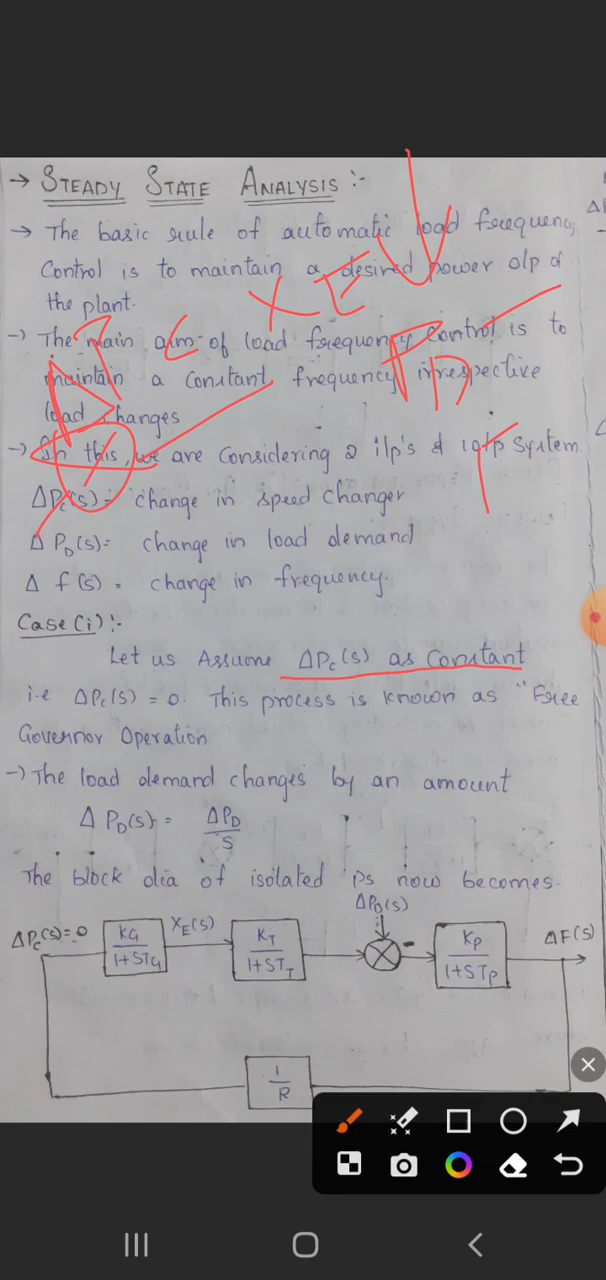 → STEADY STATE ANALYSIS :-
→ The basic rule of automatic load frequency
Control is to maintain a desired power o/p of
the plant.
→ The main aim of load frequency control is to
maintain a constant frequency irrespective
load changes
→ In this, we are considering 2 i/p's & 1 o/p system
ΔPc(s) = change in speed changer
Δ PD(s) = change in load demand
Δ f(s) = change in frequency.
Case(i) :-
Let us Assume ΔPc(s) as constant
i.e ΔPc(s) = 0. This process is known as "Free
Governor Operation
→ The load demand changes by an amount
Δ PD(s) = ΔPD / S
The block dia of isolated Ps now becomes.
ΔPD(s)
ΔPc(s)=0 KG / 1+STG XE(s) KT / 1+STT - KP / 1+STP ΔF(s)
1 / R